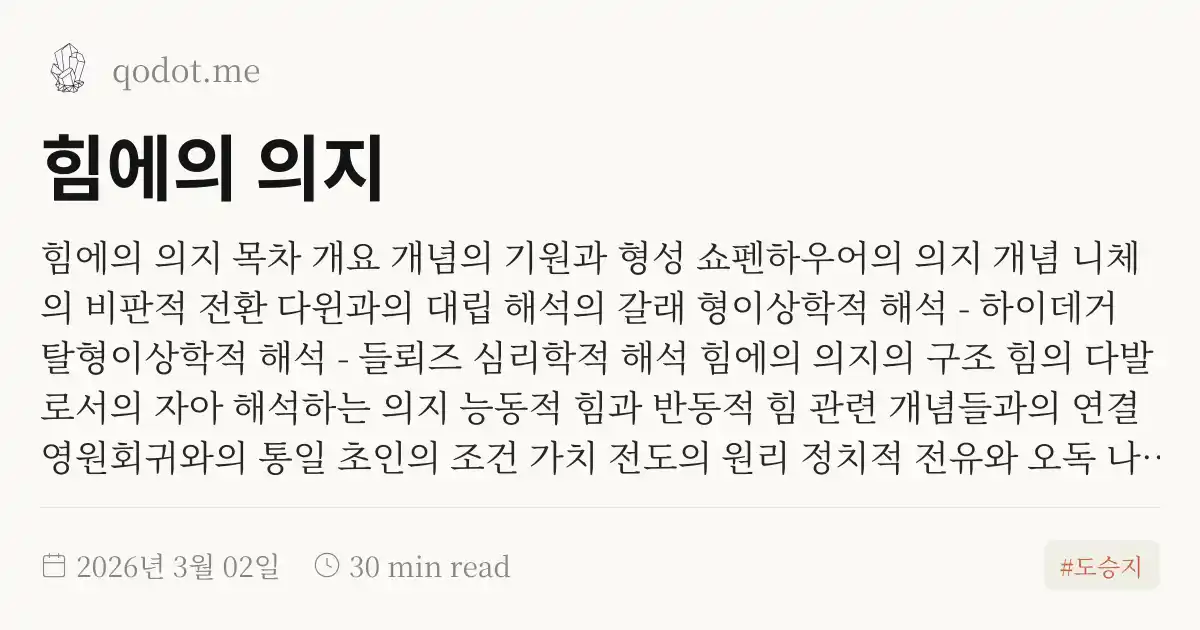 qodot.me
힘에의 의지
힘에의 의지 목차 개요 개념의 기원과 형성 쇼펜하우어의 의지 개념 니체
의 비판적 전환 다윈과의 대립 해석의 갈래 형이상학적 해석 - 하이데거
탈형이상학적 해석 - 들뢰즈 심리학적 해석 힘에의 의지의 구조 힘의 다발
로서의 자아 해석하는 의지 능동적 힘과 반동적 힘 관련 개념들과의 연결
영원회귀와의 통일 초인의 조건 가치 전도의 원리 정치적 전유와 오독 나…
2026년 3월 02일 30 min read #도승지